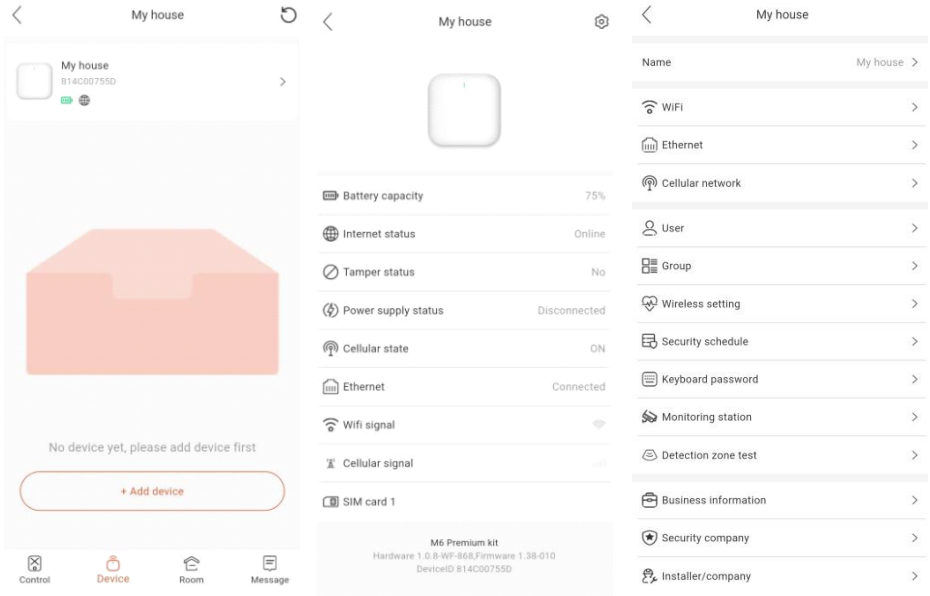 My house
My house
814C00755D
No device yet, please add device first
+ Add device
Control
Device
Room
Message
My house
Battery capacity 75%
Internet status Online
Tamper status No
Power supply status Disconnected
Cellular state ON
Ethernet Connected
Wifi signal
Cellular signal
SIM card 1
M6 Premium kit
Hardware 1.0.8-WF-868,Firmware 1.38-010
DeviceID 814C00755D
My house
Name My house
WiFi
Ethernet
Cellular network
User
Group
Wireless setting
Security schedule
Keyboard password
Monitoring station
Detection zone test
Business information
Security company
Installer/company